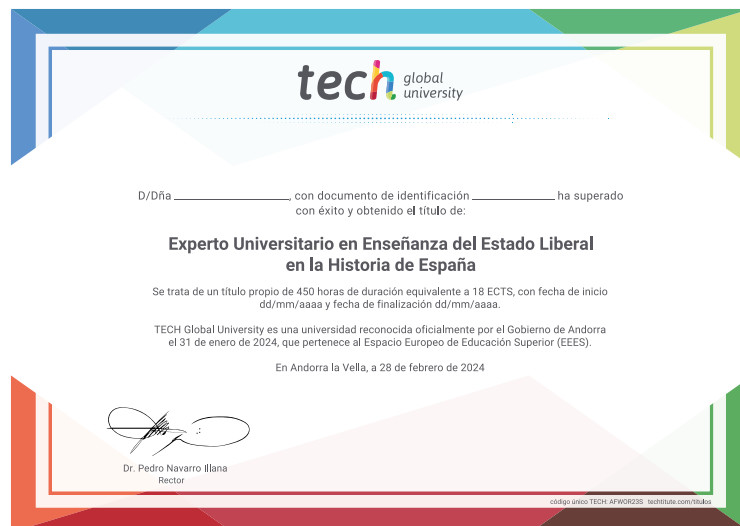 tech global university
D/Dña ____________________, con documento de identificación ______________ ha superado
con éxito y obtenido el título de:
Experto Universitario en Enseñanza del Estado Liberal
en la Historia de España
Se trata de un título propio de 450 horas de duración equivalente a 18 ECTS, con fecha de inicio
dd/mm/aaaa y fecha de finalización dd/mm/aaaa.
TECH Global University es una universidad reconocida oficialmente por el Gobierno de Andorra
el 31 de enero de 2024, que pertenece al Espacio Europeo de Educación Superior (EEES).
En Andorra la Vella, a 28 de febrero de 2024
Dr. Pedro Navarro Illana
Rector
código único TECH: AFWOR23S techtitute.com/titulos